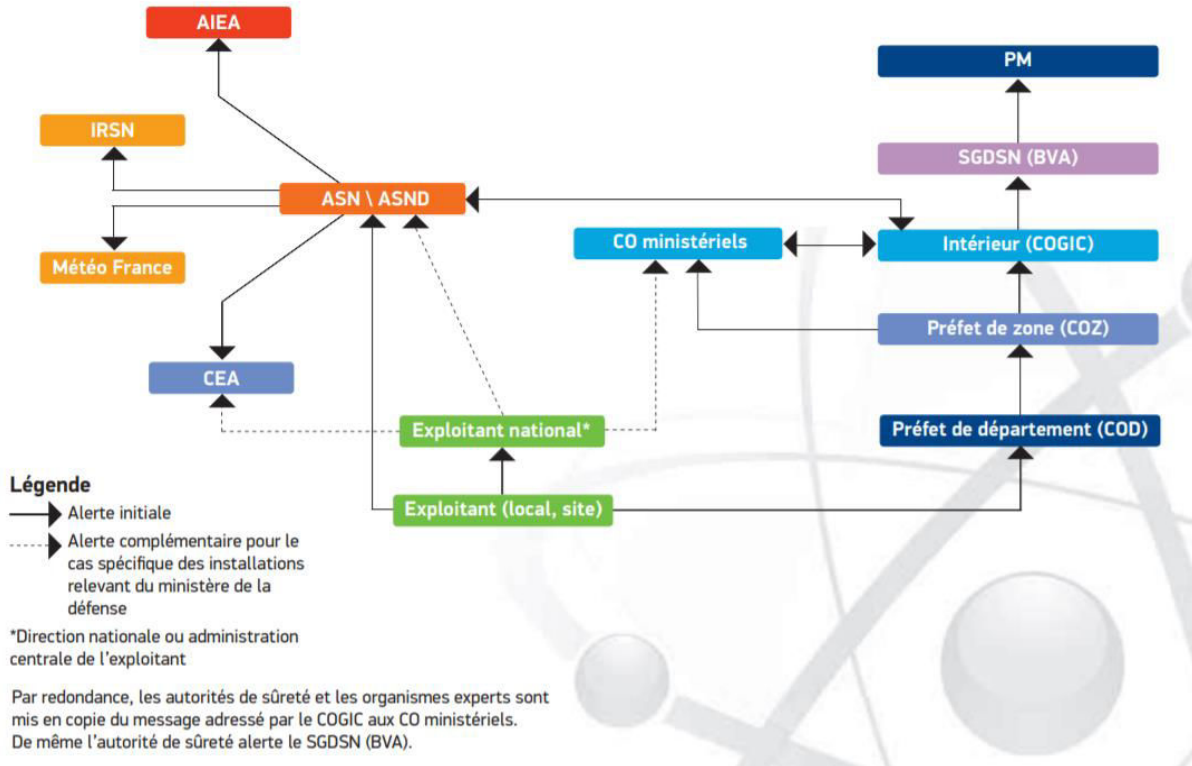 AIEA
PM
IRSN
SGDSN (BVA)
ASN \ ASND
CO ministériels
Intérieur (COGIC)
Météo France
Préfet de zone (COZ)
CEA
Exploitant national*
Préfet de département (COD)
Exploitant (local, site)
Légende
Alerte initiale
Alerte complémentaire pour le
cas spécifique des installations
relevant du ministère de la
défense
*Direction nationale ou administration
centrale de l'exploitant
Par redondance, les autorités de sûreté et les organismes experts sont
mis en copie du message adressé par le COGIC aux CO ministériels.
De même l'autorité de sûreté alerte le SGDSN (BVA).